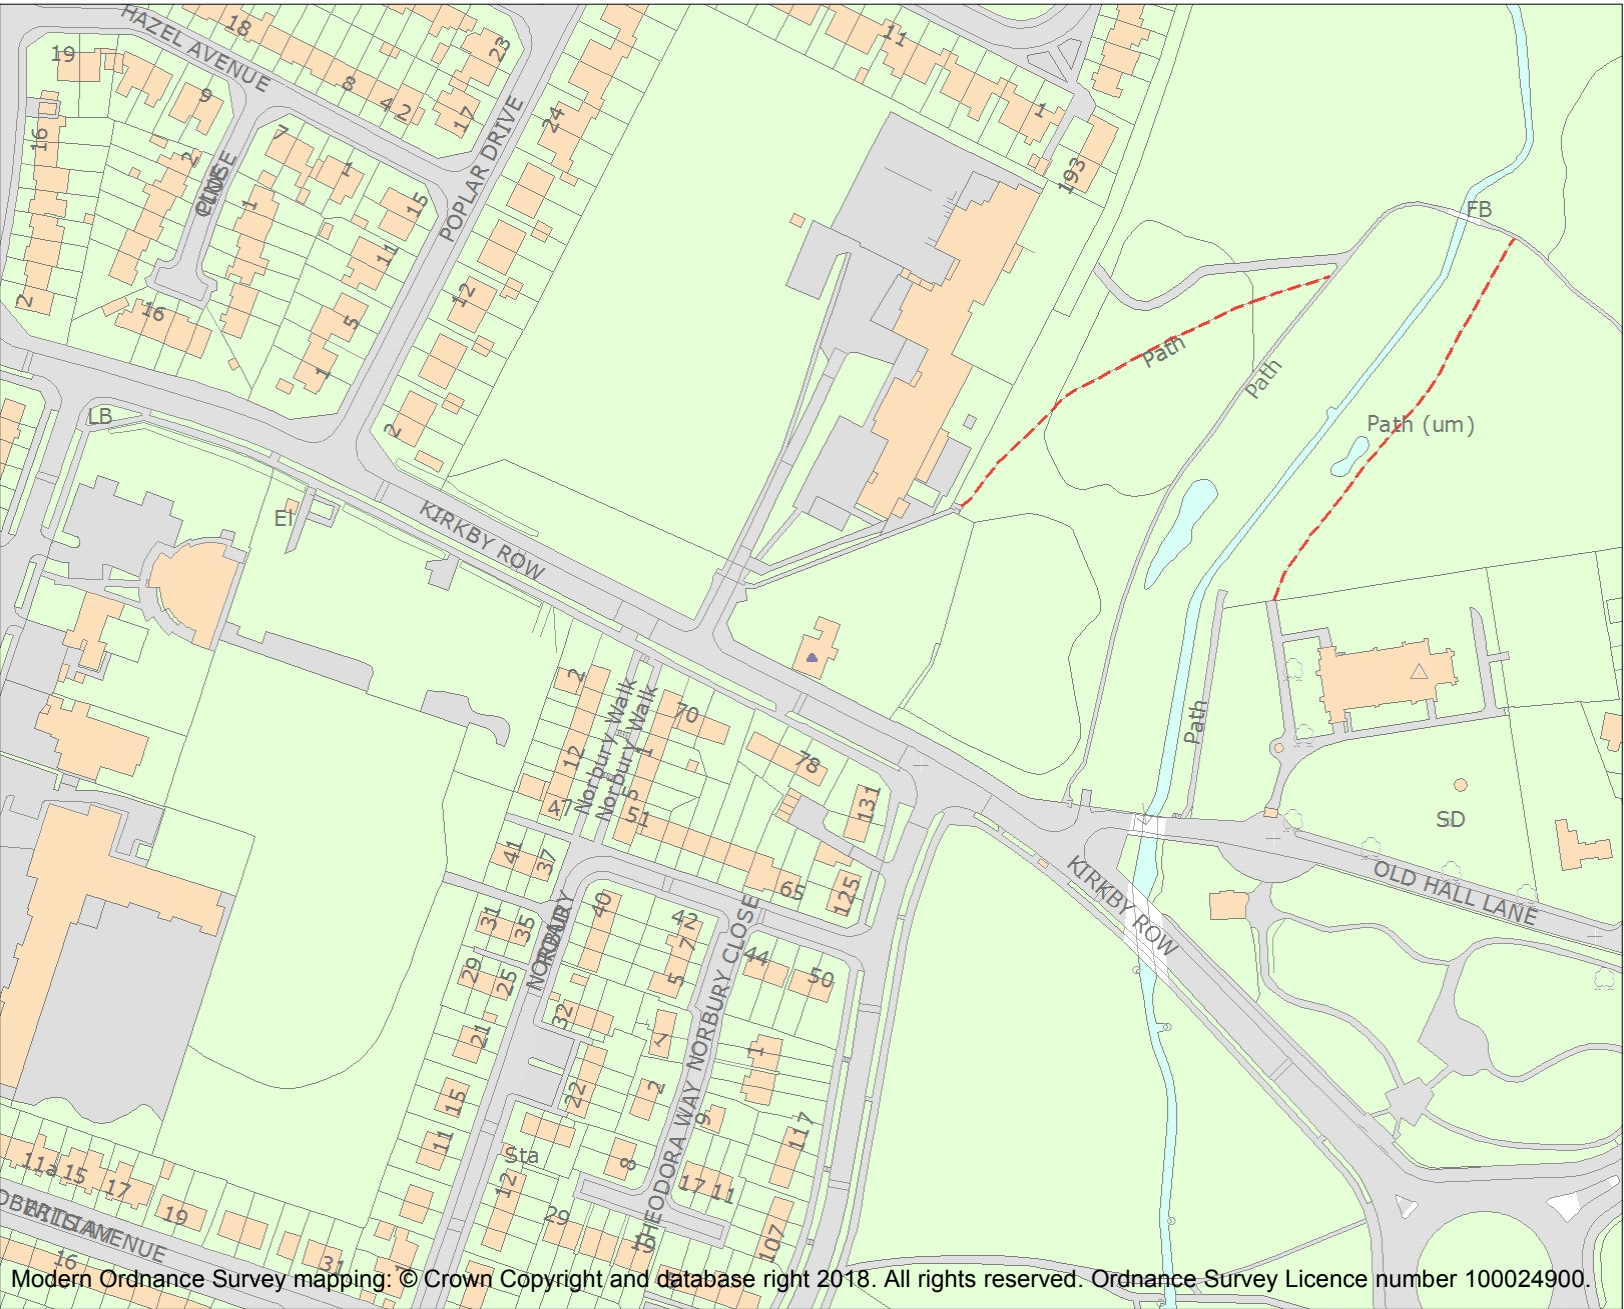 HAZEL AVENUE
18
23
11
19
9
8
4 2
17
24
1
16
7
2
1
193
POPLAR DRIVE
CLOSE
1
15
FB
11
2
16
12
5
1
Path
Path
Path (um)
LB
2
El
KIRKBY ROW
2
Norbury Walk
Norbury Walk
70
12
1
78
Path
5
47
51
131
SD
41
37
KIRKBY ROW
OLD HALL LANE
65
125
31
35
NORBURY
ROAD
40
42
7
NORBURY CLOSE
44
50
29
25
5
32
21
1
1
15
22
2
9
117
THEODORA WAY
11
Sta
8
11a
15
17
12
17 11
19
29
15
107
AVENUE
16
31
1
Modern Ordnance Survey mapping: © Crown Copyright and database right 2018. All rights reserved. Ordnance Survey Licence number 100024900.